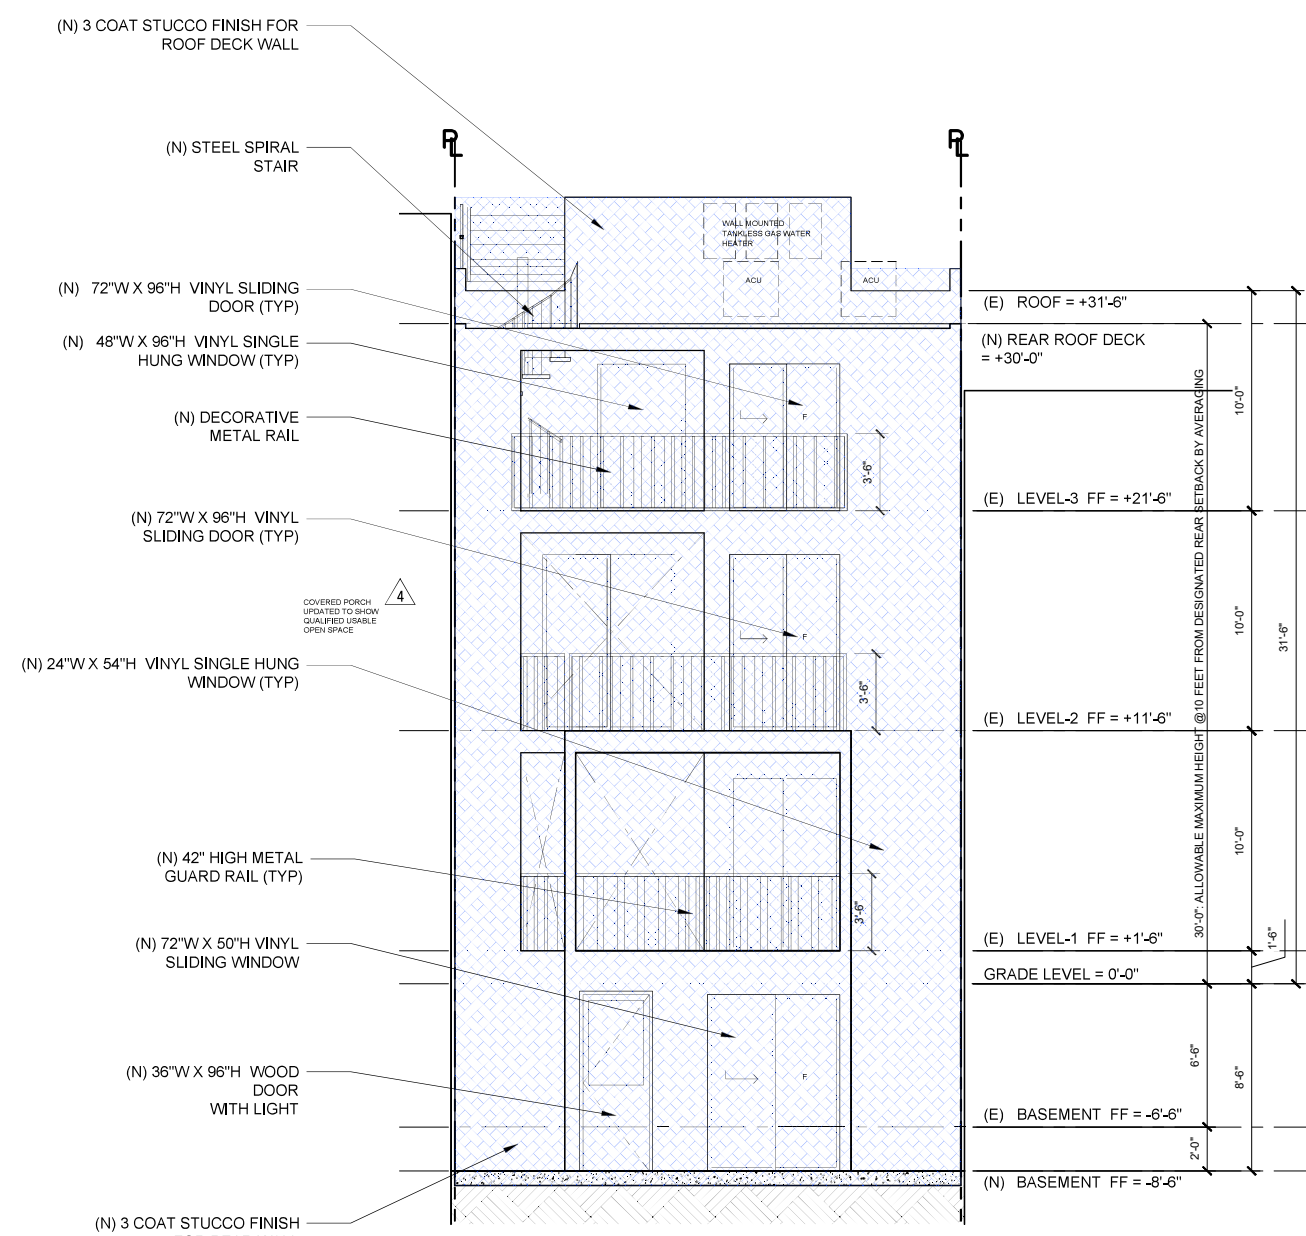 (N) 3 COAT STUCCO FINISH FOR
ROOF DECK WALL
(N) STEEL SPIRAL
STAIR
(N) 72"W X 96"H VINYL SLIDING
DOOR (TYP)
(N) 48"W X 96"H VINYL SINGLE
HUNG WINDOW (TYP)
(N) DECORATIVE
METAL RAIL
(N) 72"W X 96"H VINYL
SLIDING DOOR (TYP)
COVERED PORCH
UPDATED TO SHOW
QUALIFIED USABLE
OPEN SPACE
4
(N) 24"W X 54"H VINYL SINGLE HUNG
WINDOW (TYP)
(N) 42" HIGH METAL
GUARD RAIL (TYP)
(N) 72"W X 50"H VINYL
SLIDING WINDOW
(N) 36"W X 96"H WOOD
DOOR
WITH LIGHT
(N) 3 COAT STUCCO FINISH
PL
PL
WALL MOUNTED
TANKLESS GAS WATER
HEATER
ACU
ACU
F
3'-6"
F
3'-6"
3'-6"
F
(E) ROOF = +31'-6"
(N) REAR ROOF DECK
= +30'-0"
(E) LEVEL-3 FF = +21'-6"
(E) LEVEL-2 FF = +11'-6"
(E) LEVEL-1 FF = +1'-6"
GRADE LEVEL = 0'-0"
(E) BASEMENT FF = -6'-6"
(N) BASEMENT FF = -8'-6"
30'-0": ALLOWABLE MAXIMUM HEIGHT @10 FEET FROM DESIGNATED REAR SETBACK BY AVERAGING
6'-6"
2'-0"
10'-0"
10'-0"
10'-0"
8'-6"
1'-6"
31'-6"